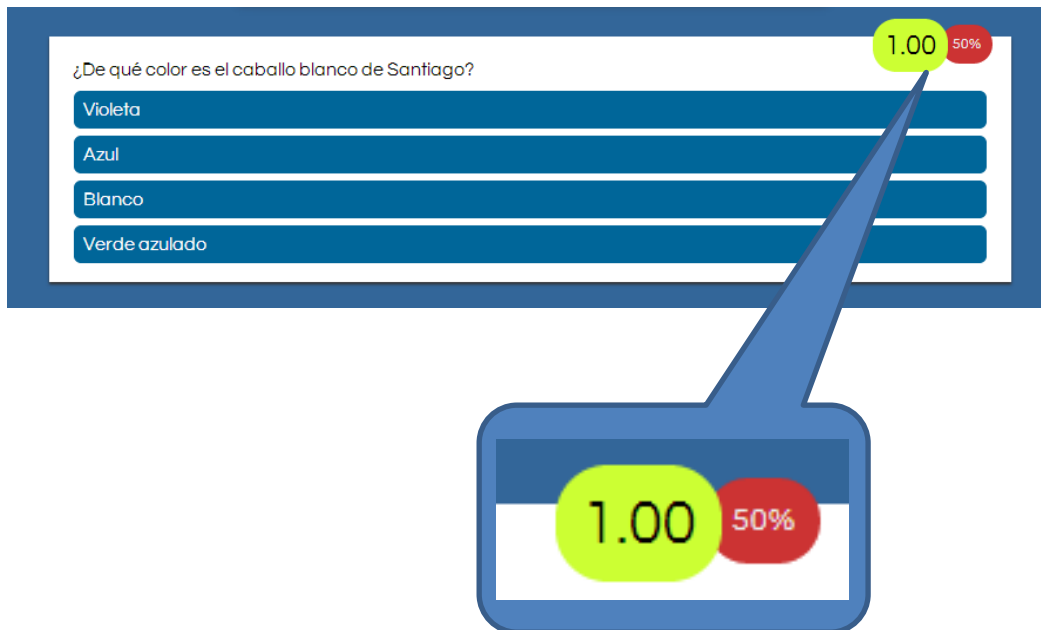 1.00 50%
¿De qué color es el caballo blanco de Santiago?
Violeta
Azul
Blanco
Verde azulado
1.00 50%